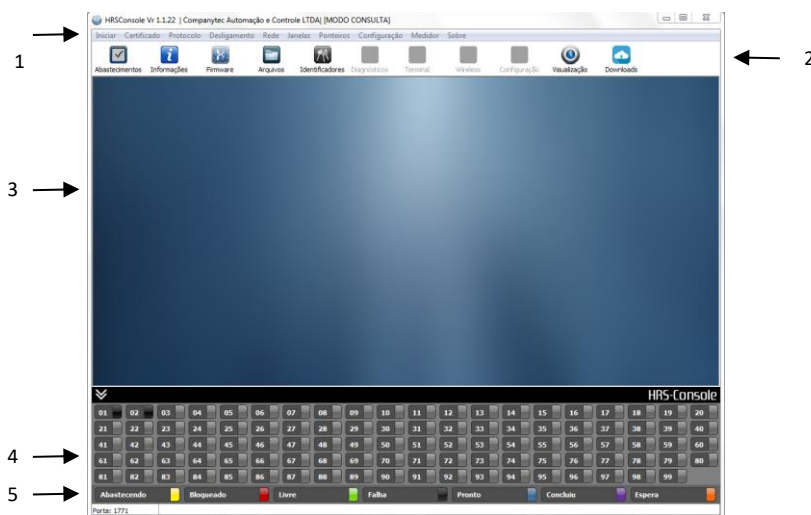 HRSConsole Vr 1.1.22 | Companytec Automação e Controle LTDA| [MODO CONSULTA]
Iniciar Certificado Protocolo Desligamento Rede Janelas Ponteiros Configuração Medidor Sobre
1
2
Abastecimentos Informações Firmware Arquivos Identificadores Diagnósticos Terminal Wireless Configuração Visualização Downloads
3
HRS-Console
01 02 03 04 05 06 07 08 09 10 11 12 13 14 15 16 17 18 19 20
21 22 23 24 25 26 27 28 29 30 31 32 33 34 35 36 37 38 39 40
41 42 43 44 45 46 47 48 49 50 51 52 53 54 55 56 57 58 59 60
4
61 62 63 64 65 66 67 68 69 70 71 72 73 74 75 76 77 78 79 80
81 82 83 84 85 86 87 88 89 90 91 92 93 94 95 96 97 98 99
5
Abastecendo Bloqueado Livre Falha Pronto Concluiu Espera
Porta: 1771